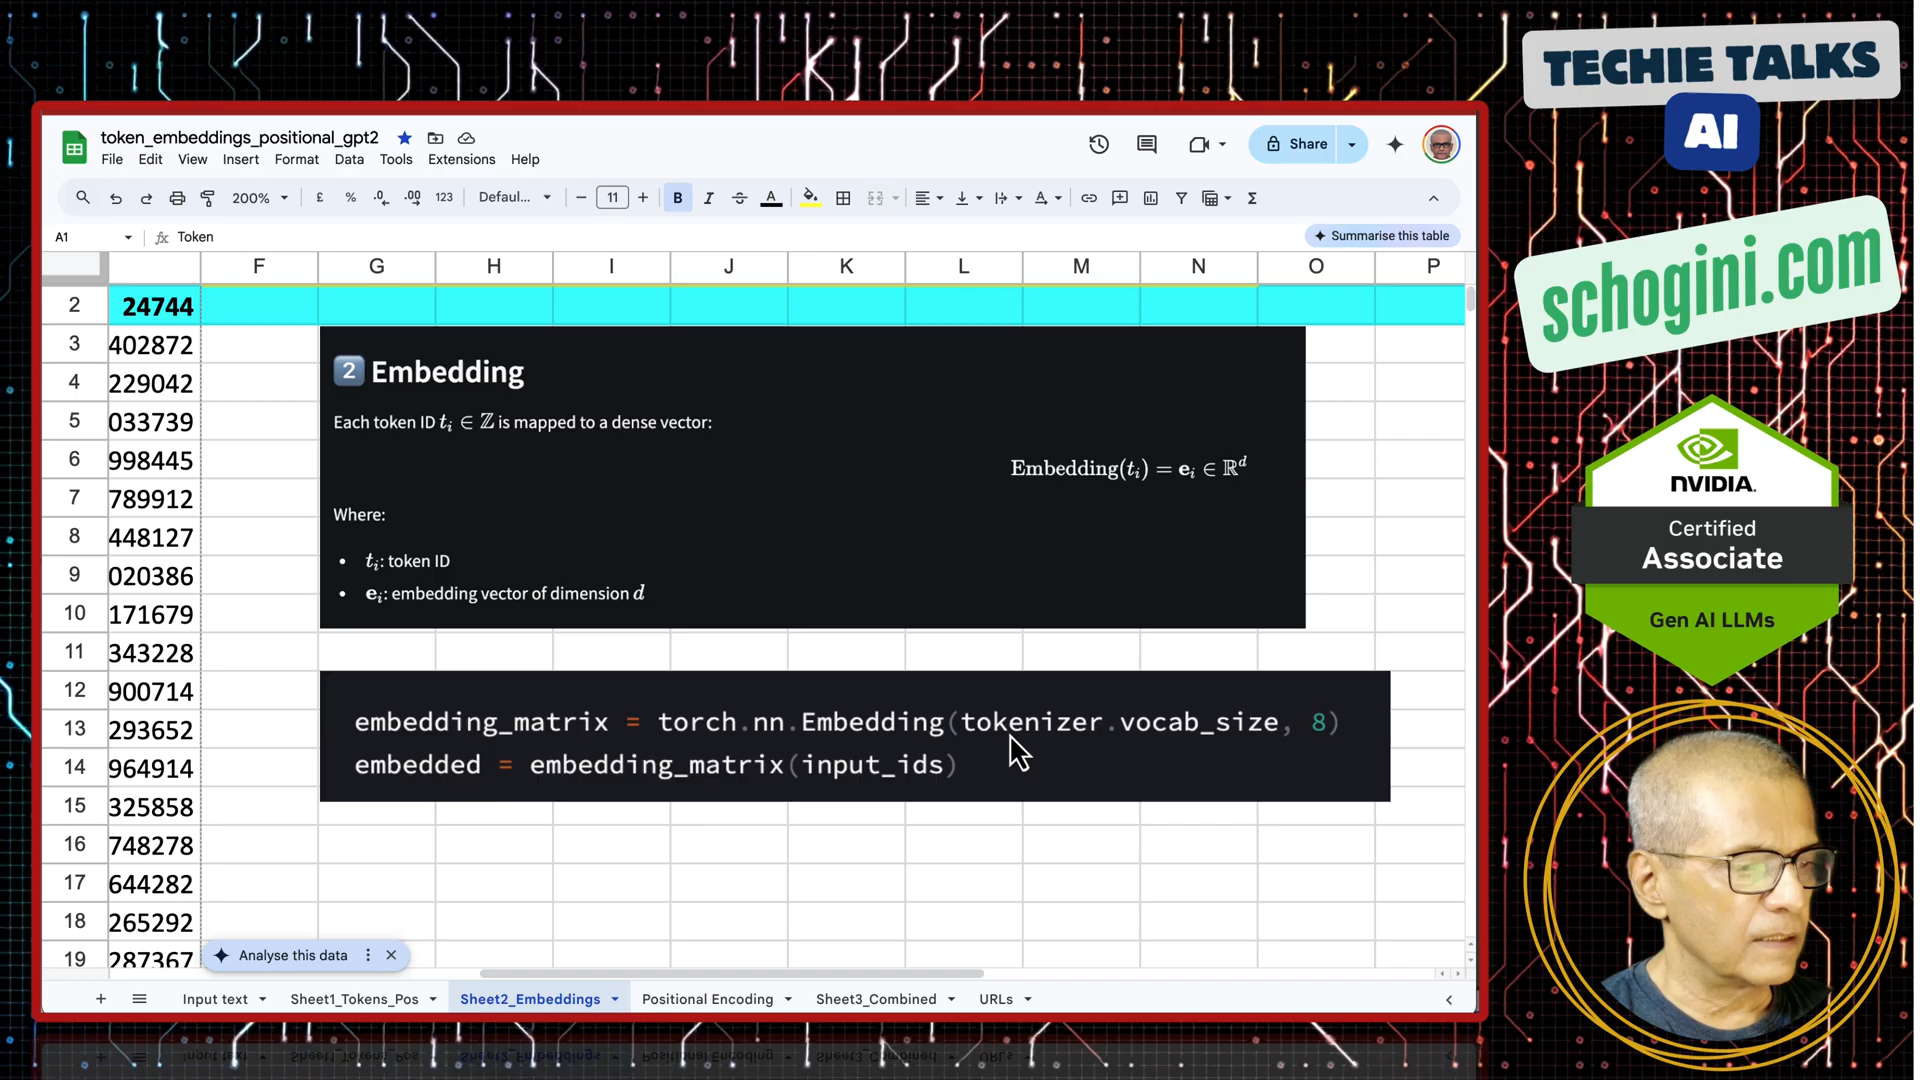 TECHIE TALKS
AI
schogini.com
NVIDIA.
Certified
Associate
Gen AI LLMs
token_embeddings_positional_gpt2
File Edit View Insert Format Data Tools Extensions Help
Share
200% £ % .0 .00 123 Defaul... 11 B I A
A1 fx Token
Summarise this table
F G H I J K L M N O P
2 24744
3 402872
4 229042
5 033739
6 998445
7 789912
8 448127
9 020386
10 171679
11 343228
12 900714
13 293652
14 964914
15 325858
16 748278
17 644282
18 265292
19 287367
2 Embedding
Each token ID tᵢ ∈ ℤ is mapped to a dense vector:
Embedding(tᵢ) = eᵢ ∈ ℝᵈ
Where:
• tᵢ: token ID
• eᵢ: embedding vector of dimension d
embedding_matrix = torch.nn.Embedding(tokenizer.vocab_size, 8)
embedded = embedding_matrix(input_ids)
Analyse this data
Input text Sheet1_Tokens_Pos Sheet2_Embeddings Positional Encoding Sheet3_Combined URLs